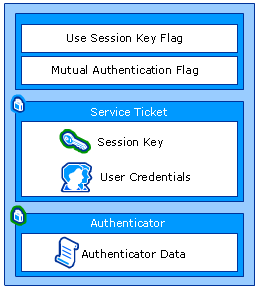 Use Session Key Flag
Mutual Authentication Flag
Service Ticket
Session Key
User Credentials
Authenticator
Authenticator Data